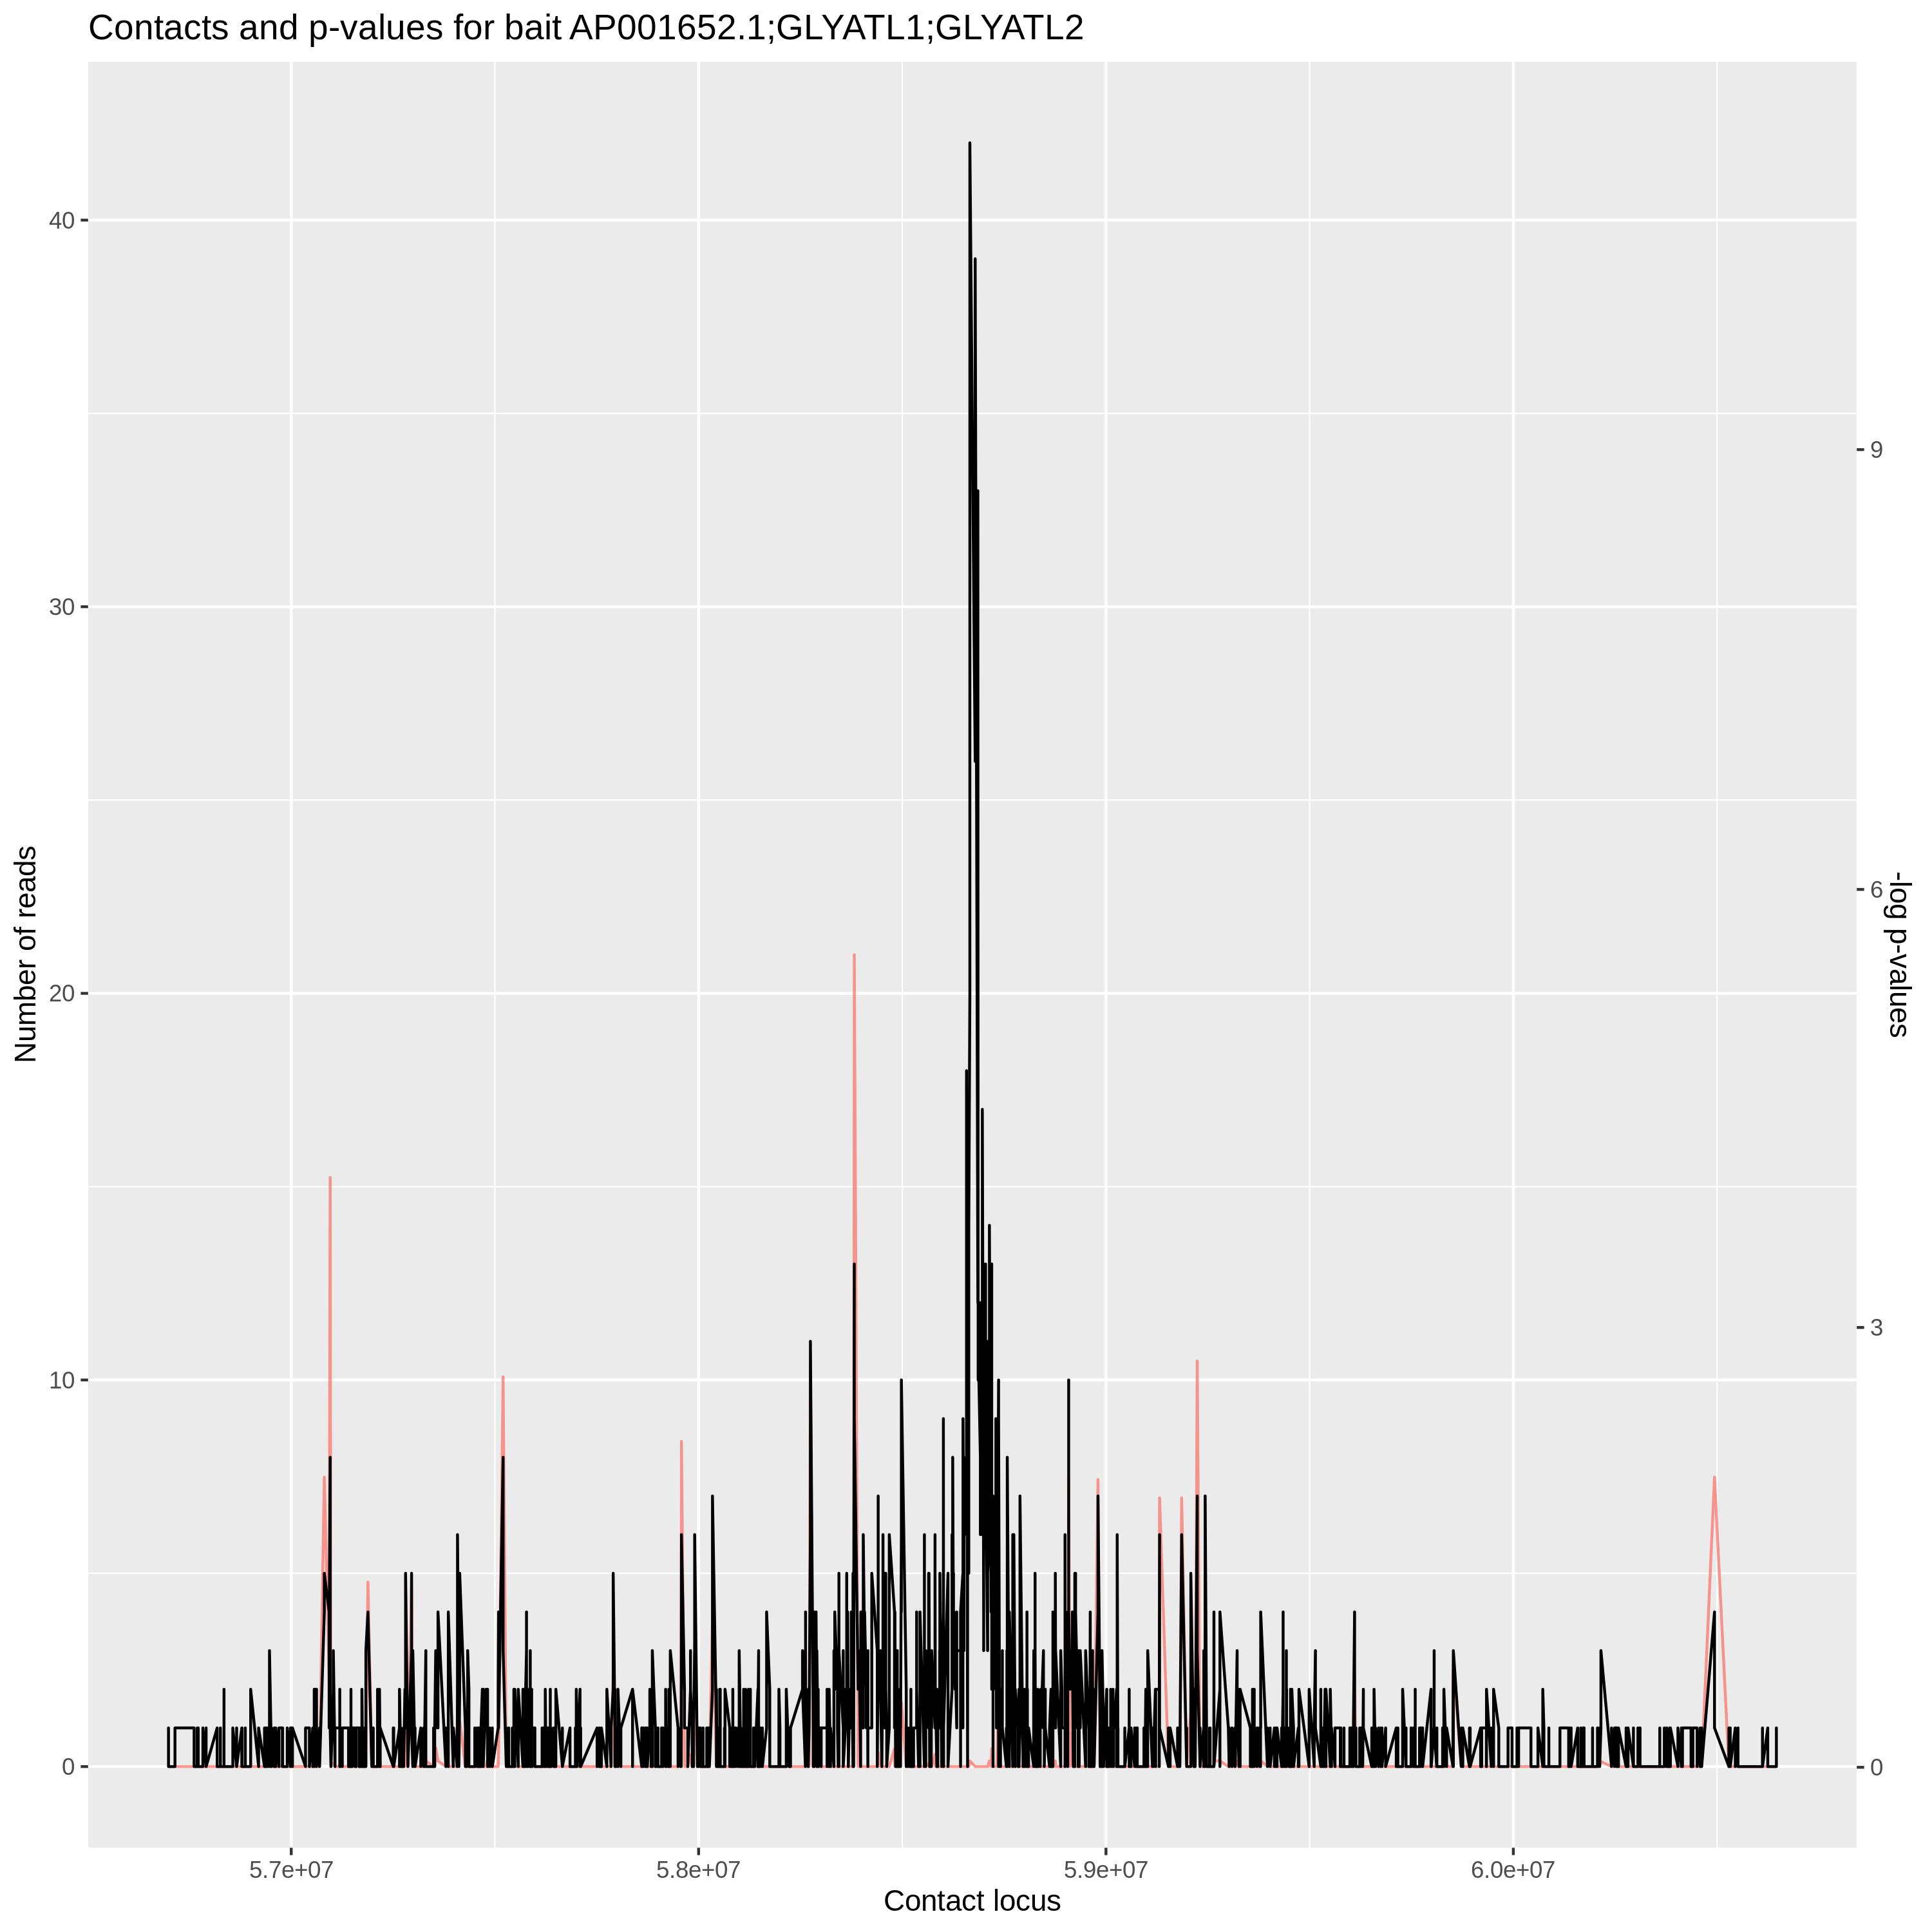 Contacts and p-values for bait AP001652.1;GLYATL1;GLYATL2
Number of reads
40
30
20
10
0
9
6
3
0
-log p-values
5.7e+07
5.8e+07
5.9e+07
6.0e+07
Contact locus